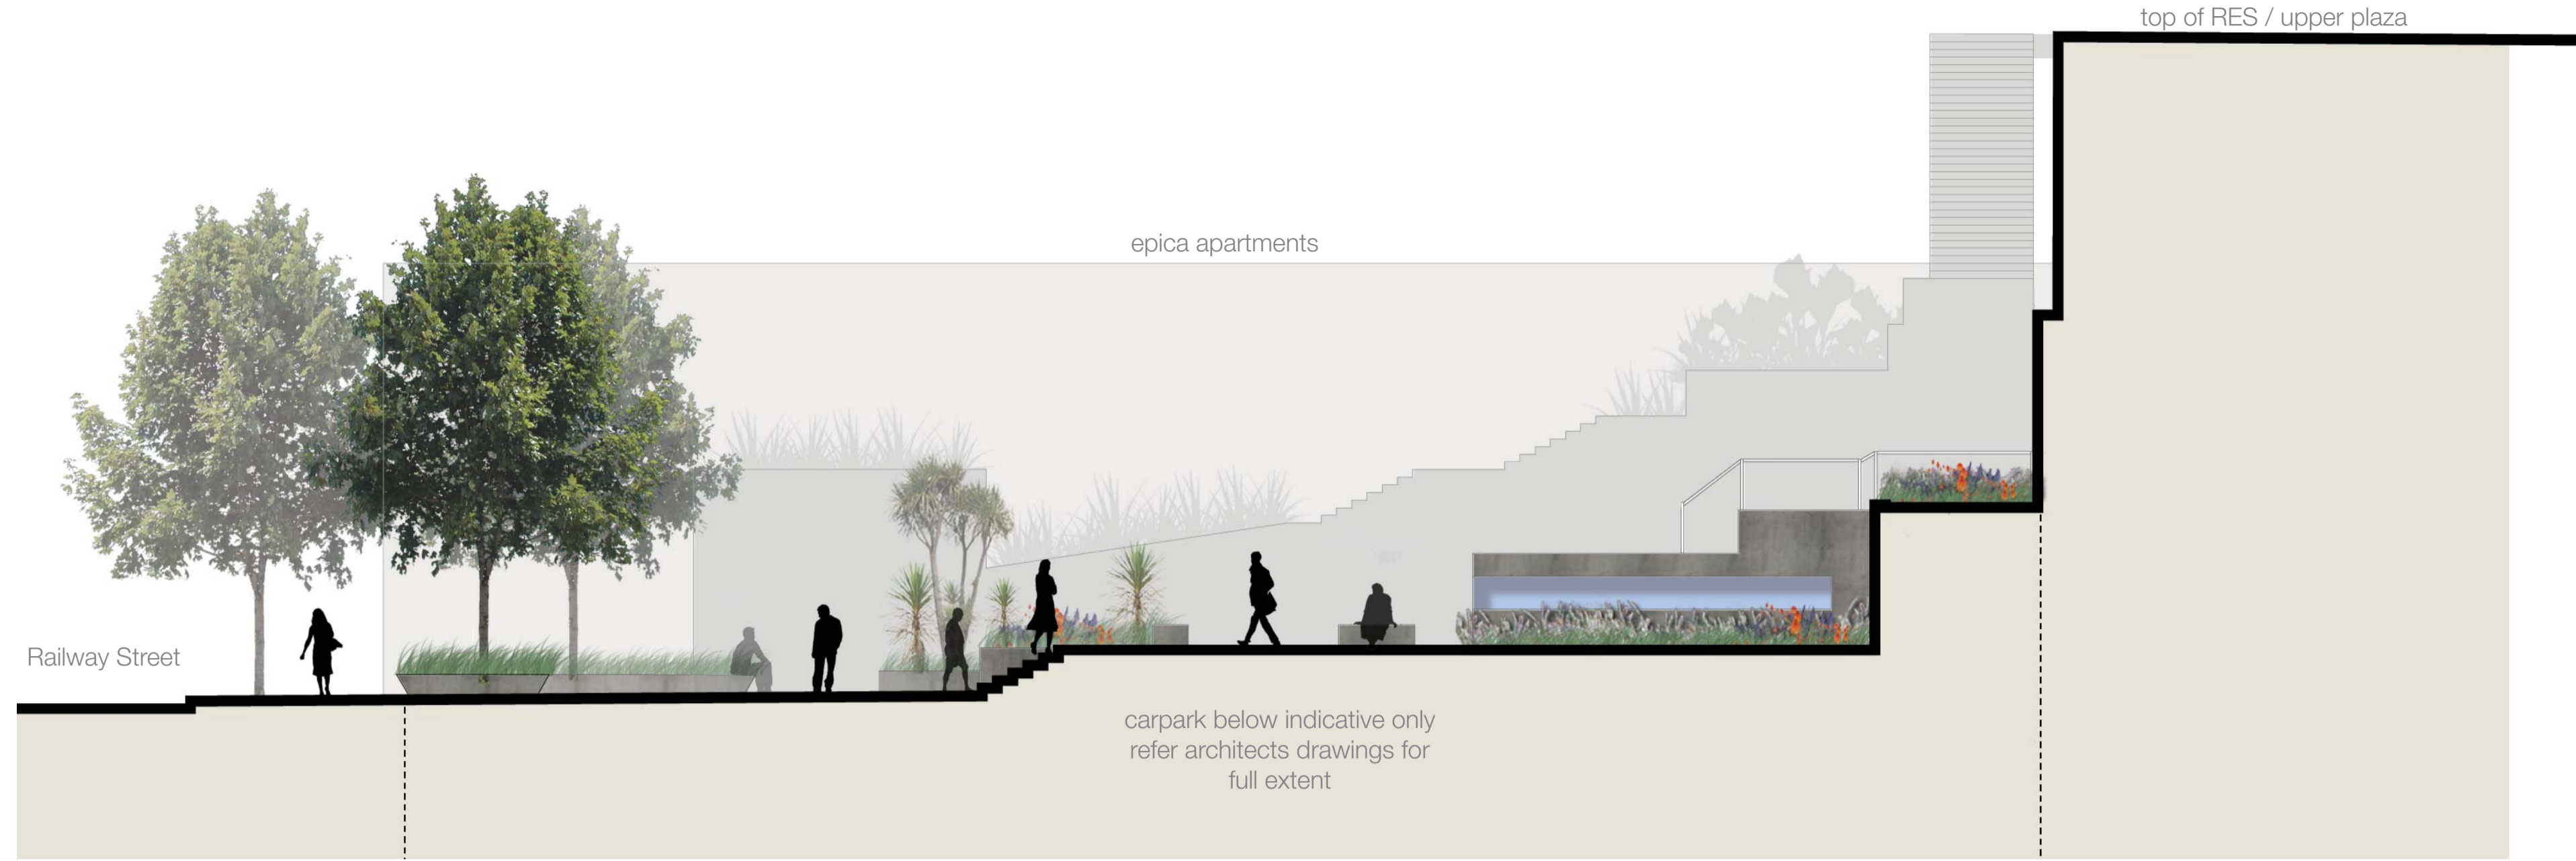 top of RES / upper plaza
epica apartments
Railway Street
carpark below indicative only
refer architects drawings for
full extent